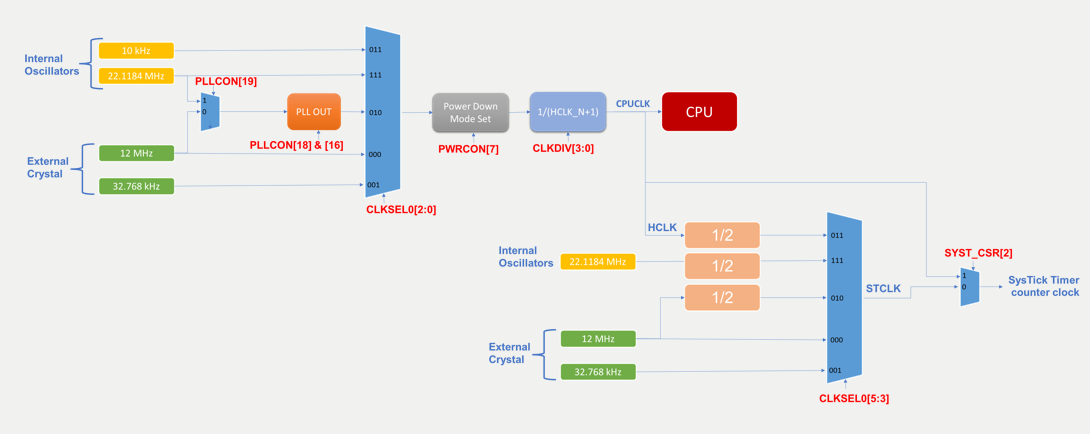 Internal
Oscillators
10 kHz
22.1184 MHz
PLLCON[19]
1
0
PLL OUT
PLLCON[18] & [16]
External
Crystal
12 MHz
32.768 kHz
011
111
010
000
001
CLKSEL0[2:0]
Power Down
Mode Set
PWRCON[7]
1/(HCLK_N+1)
CLKDIV[3:0]
CPUCLK
CPU
HCLK
1/2
1/2
1/2
Internal
Oscillators
22.1184 MHz
External
Crystal
12 MHz
32.768 kHz
011
111
010
000
001
CLKSEL0[5:3]
STCLK
SYST_CSR[2]
1
0
SysTick Timer
counter clock